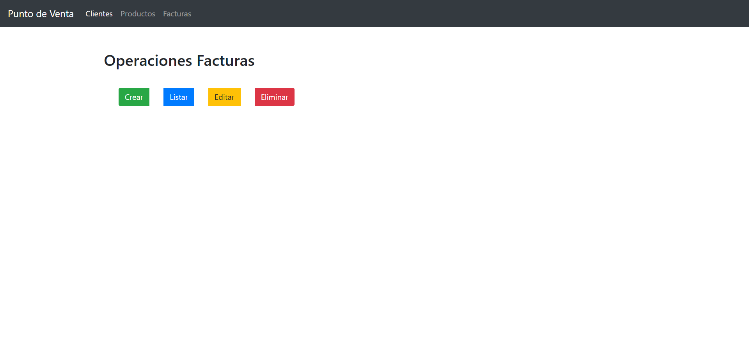 Punto de Venta Clientes Productos Facturas
Operaciones Facturas
Crear Listar Editar Eliminar